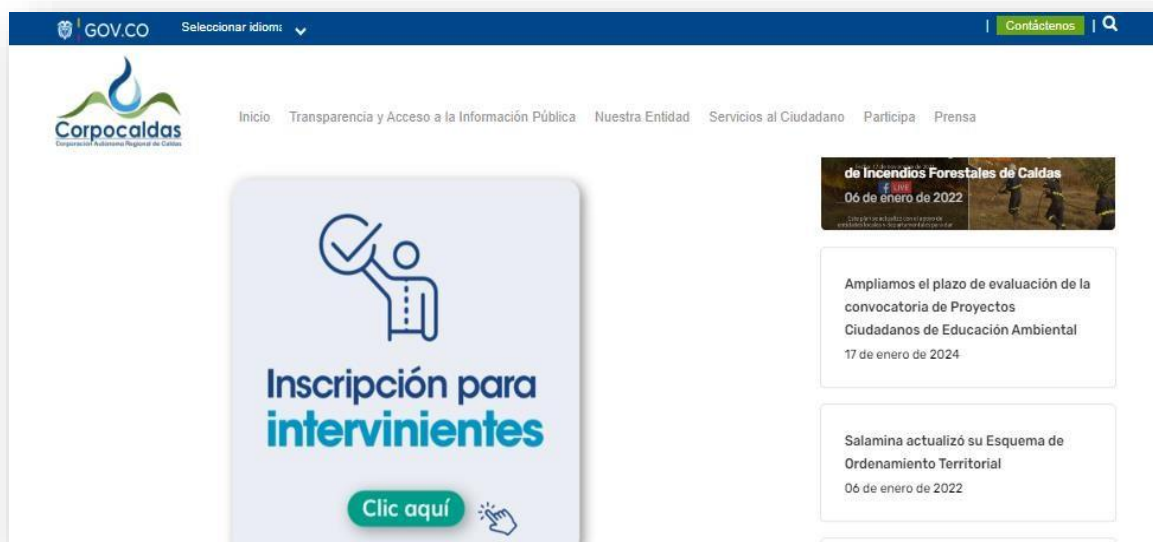 GOV.CO
Seleccionar idioma
| Contáctenos |
Corpocaldas
Corporación Autónoma Regional de Caldas
Inicio Transparencia y Acceso a la Información Pública Nuestra Entidad Servicios al Ciudadano Participa Prensa
Inscripción para
intervinientes
Clic aquí
de Incendios Forestales de Caldas
LIVE
06 de enero de 2022
Ampliamos el plazo de evaluación de la
convocatoria de Proyectos
Ciudadanos de Educación Ambiental
17 de enero de 2024
Salamina actualizó su Esquema de
Ordenamiento Territorial
06 de enero de 2022